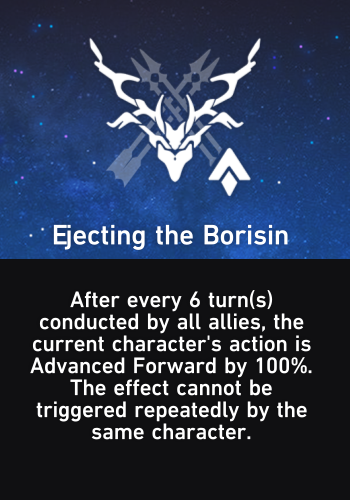 Ejecting the Borisin
After every 6 turn(s)
conducted by all allies, the
current character's action is
Advanced Forward by 100%.
The effect cannot be
triggered repeatedly by the
same character.